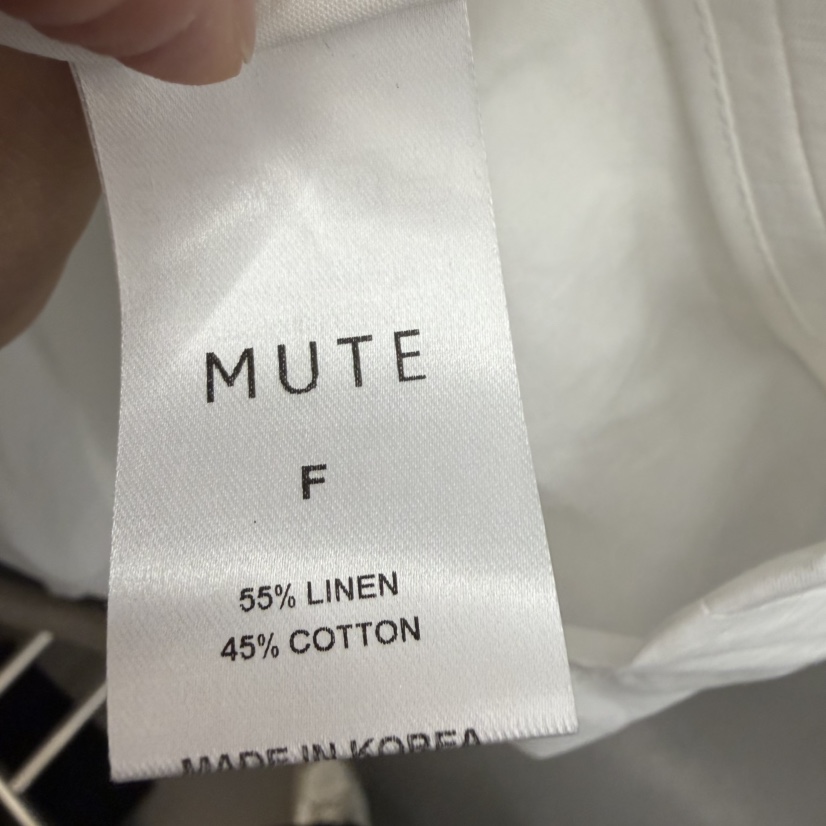 MUTE
F
55% LINEN
45% COTTON
MADE IN KOREA